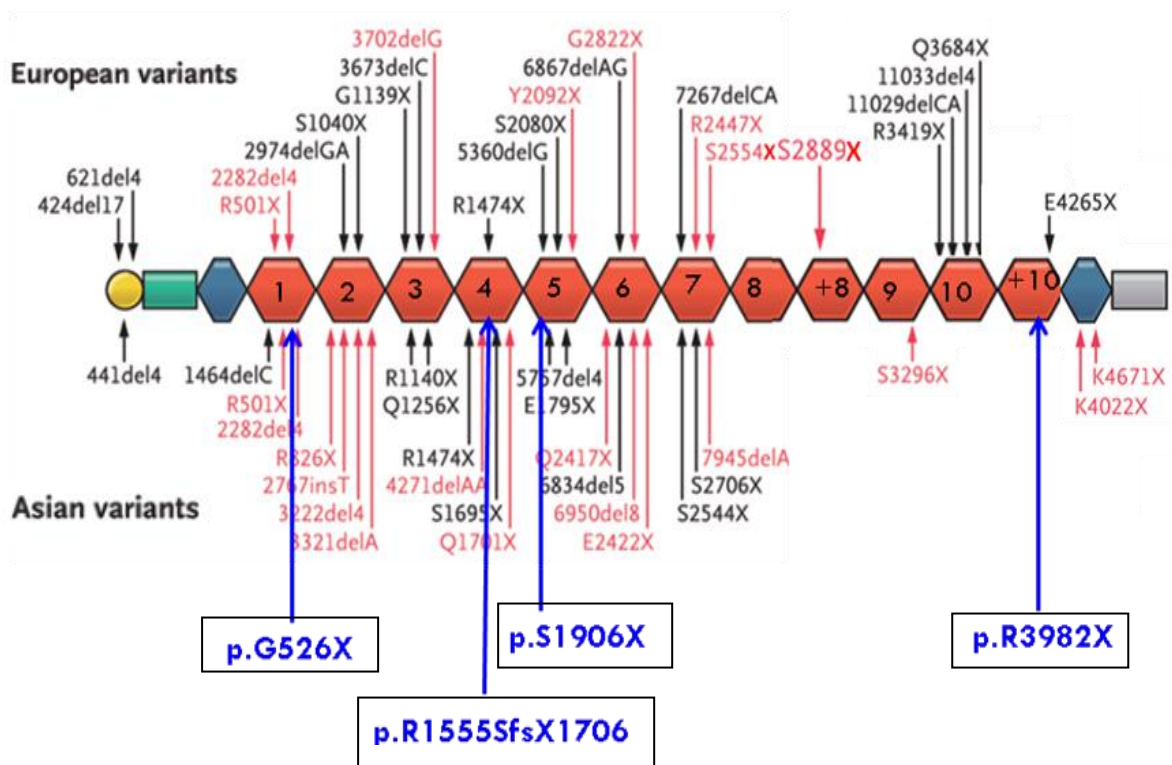 3702delG
G2822X
Q3684X
European variants
3673delC
6867delAG
11033del4
G1139X
Y2092X
7267delCA
11029delCA
S1040X
S2080X
R2447X
R3419X
2974delGA
5360delG
S2554X S2889X
621del4
2282del4
424del17
R501X
R1474X
E4265X
1 2 3 4 5 6 7 8 +8 9 10 +10
441del4
1464delC
R1140X
5757del4
S3296X
K4671X
R501X
Q1256X
E1795X
K4022X
2282del4
R826X
R1474X
Q2417X
7945delA
2767insT
4271delAA
6834del5
S2706X
Asian variants
3222del4
S1695X
6950del8
S2544X
3321delA
Q1701X
E2422X
p.G526X
p.S1906X
p.R3982X
p.R1555SfsX1706